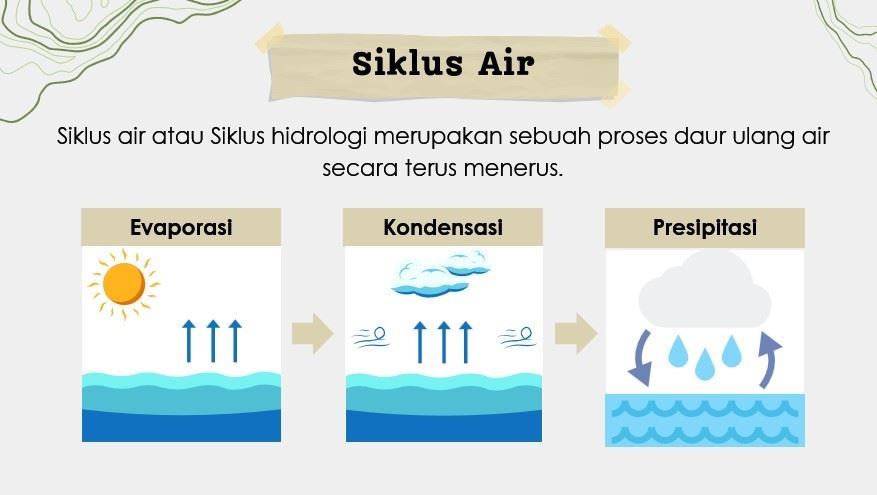 Siklus Air
Siklus air atau Siklus hidrologi merupakan sebuah proses daur ulang air
secara terus menerus.
Evaporasi
Kondensasi
Presipitasi